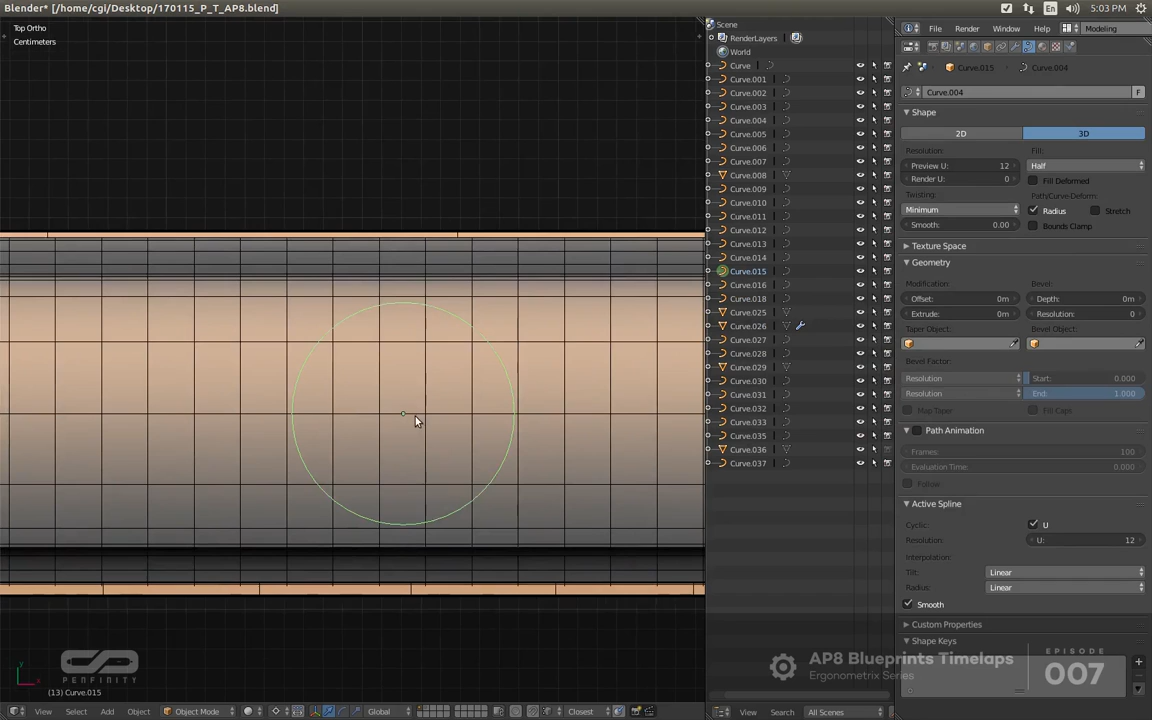 Blender* [/home/cgi/Desktop/170115_P_T_AP8.blend]
En
5:03 PM
Top Ortho
Centimeters
Scene
RenderLayers
World
Curve
Curve.001
Curve.002
Curve.003
Curve.004
Curve.005
Curve.006
Curve.007
Curve.008
Curve.009
Curve.010
Curve.011
Curve.012
Curve.013
Curve.014
Curve.015
Curve.016
Curve.018
Curve.025
Curve.026
Curve.027
Curve.028
Curve.029
Curve.030
Curve.031
Curve.032
Curve.033
Curve.035
Curve.036
Curve.037
File Render Window Help Modeling
Curve.015 Curve.004
Curve.004 F
Shape
2D 3D
Resolution: Fill:
Preview U: 12 Half
Render U: 0 Fill Deformed
Twisting: Path/Curve-Deform:
Minimum Radius Stretch
Smooth: 0.00 Bounds Clamp
Texture Space
Geometry
Modification: Bevel:
Offset: 0m Depth: 0m
Extrude: 0m Resolution: 0
Taper Object: Bevel Object:
Bevel Factor:
Resolution Start: 0.000
Resolution End: 1.000
Map Taper Fill Caps
Path Animation
Frames: 100
Evaluation Time: 0.000
Follow
Active Spline
Cyclic: U
Resolution: U: 12
Interpolation:
Tilt: Linear
Radius: Linear
Smooth
Custom Properties
Shape Keys
AP8 Blueprints Timelaps
Ergonometrix Series
EPISODE
007
PENFINITY
y
x
(13) Curve.015
View Select Add Object Object Mode Global Closest
View Search All Scenes